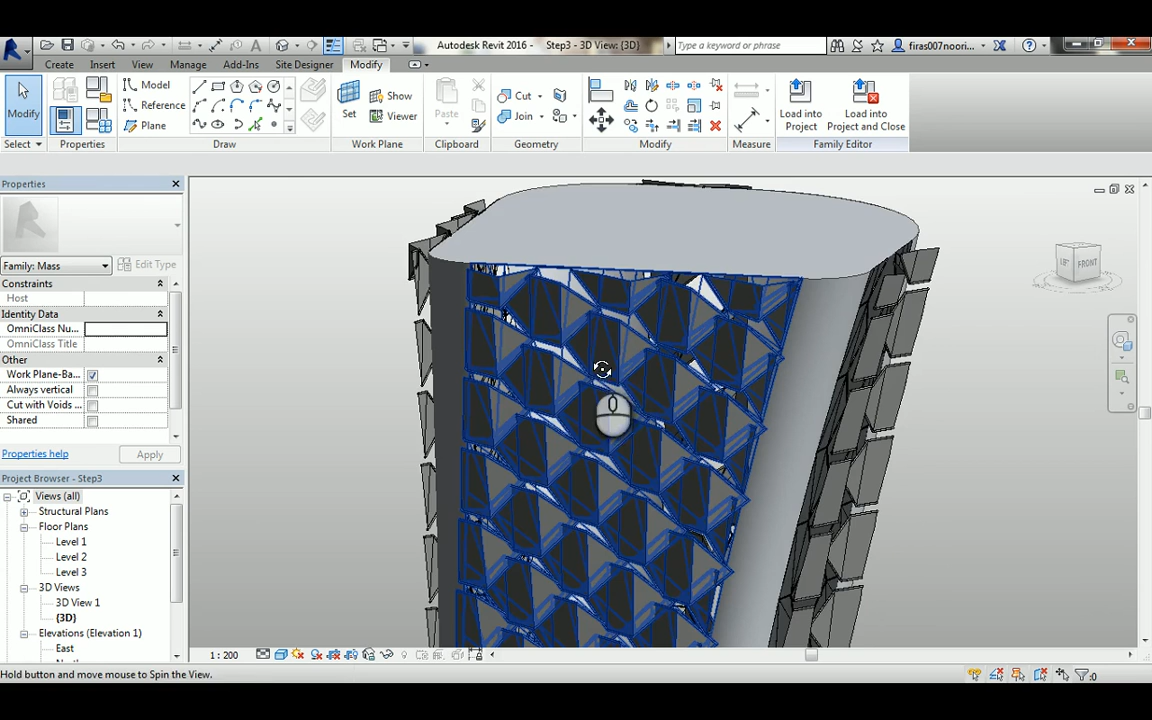 Autodesk Revit 2016 - Step3 - 3D View: {3D}
Type a keyword or phrase
firas007noori...
Create Insert View Manage Add-Ins Site Designer Modify
Modify
Model
Reference
Plane
Set
Show
Viewer
Paste
Cut
Join
Load into Project
Load into Project and Close
Select Properties Draw Work Plane Clipboard Geometry Modify Measure Family Editor
Properties
Family: Mass
Edit Type
Constraints
Host
Identity Data
OmniClass Nu...
OmniClass Title
Other
Work Plane-Ba...
Always vertical
Cut with Voids ...
Shared
Properties help
Apply
Project Browser - Step3
Views (all)
Structural Plans
Floor Plans
Level 1
Level 2
Level 3
3D Views
3D View 1
{3D}
Elevations (Elevation 1)
East
FRONT
1 : 200
Hold button and move mouse to Spin the View.
:0